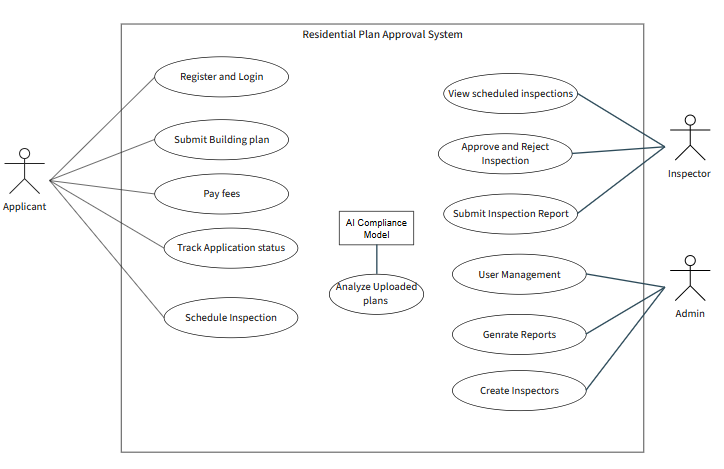 Residential Plan Approval System
Register and Login
Submit Building plan
Pay fees
Track Application status
Schedule Inspection
Applicant
AI Compliance
Model
Analyze Uploaded
plans
View scheduled inspections
Approve and Reject
Inspection
Submit Inspection Report
User Management
Genrate Reports
Create Inspectors
Inspector
Admin